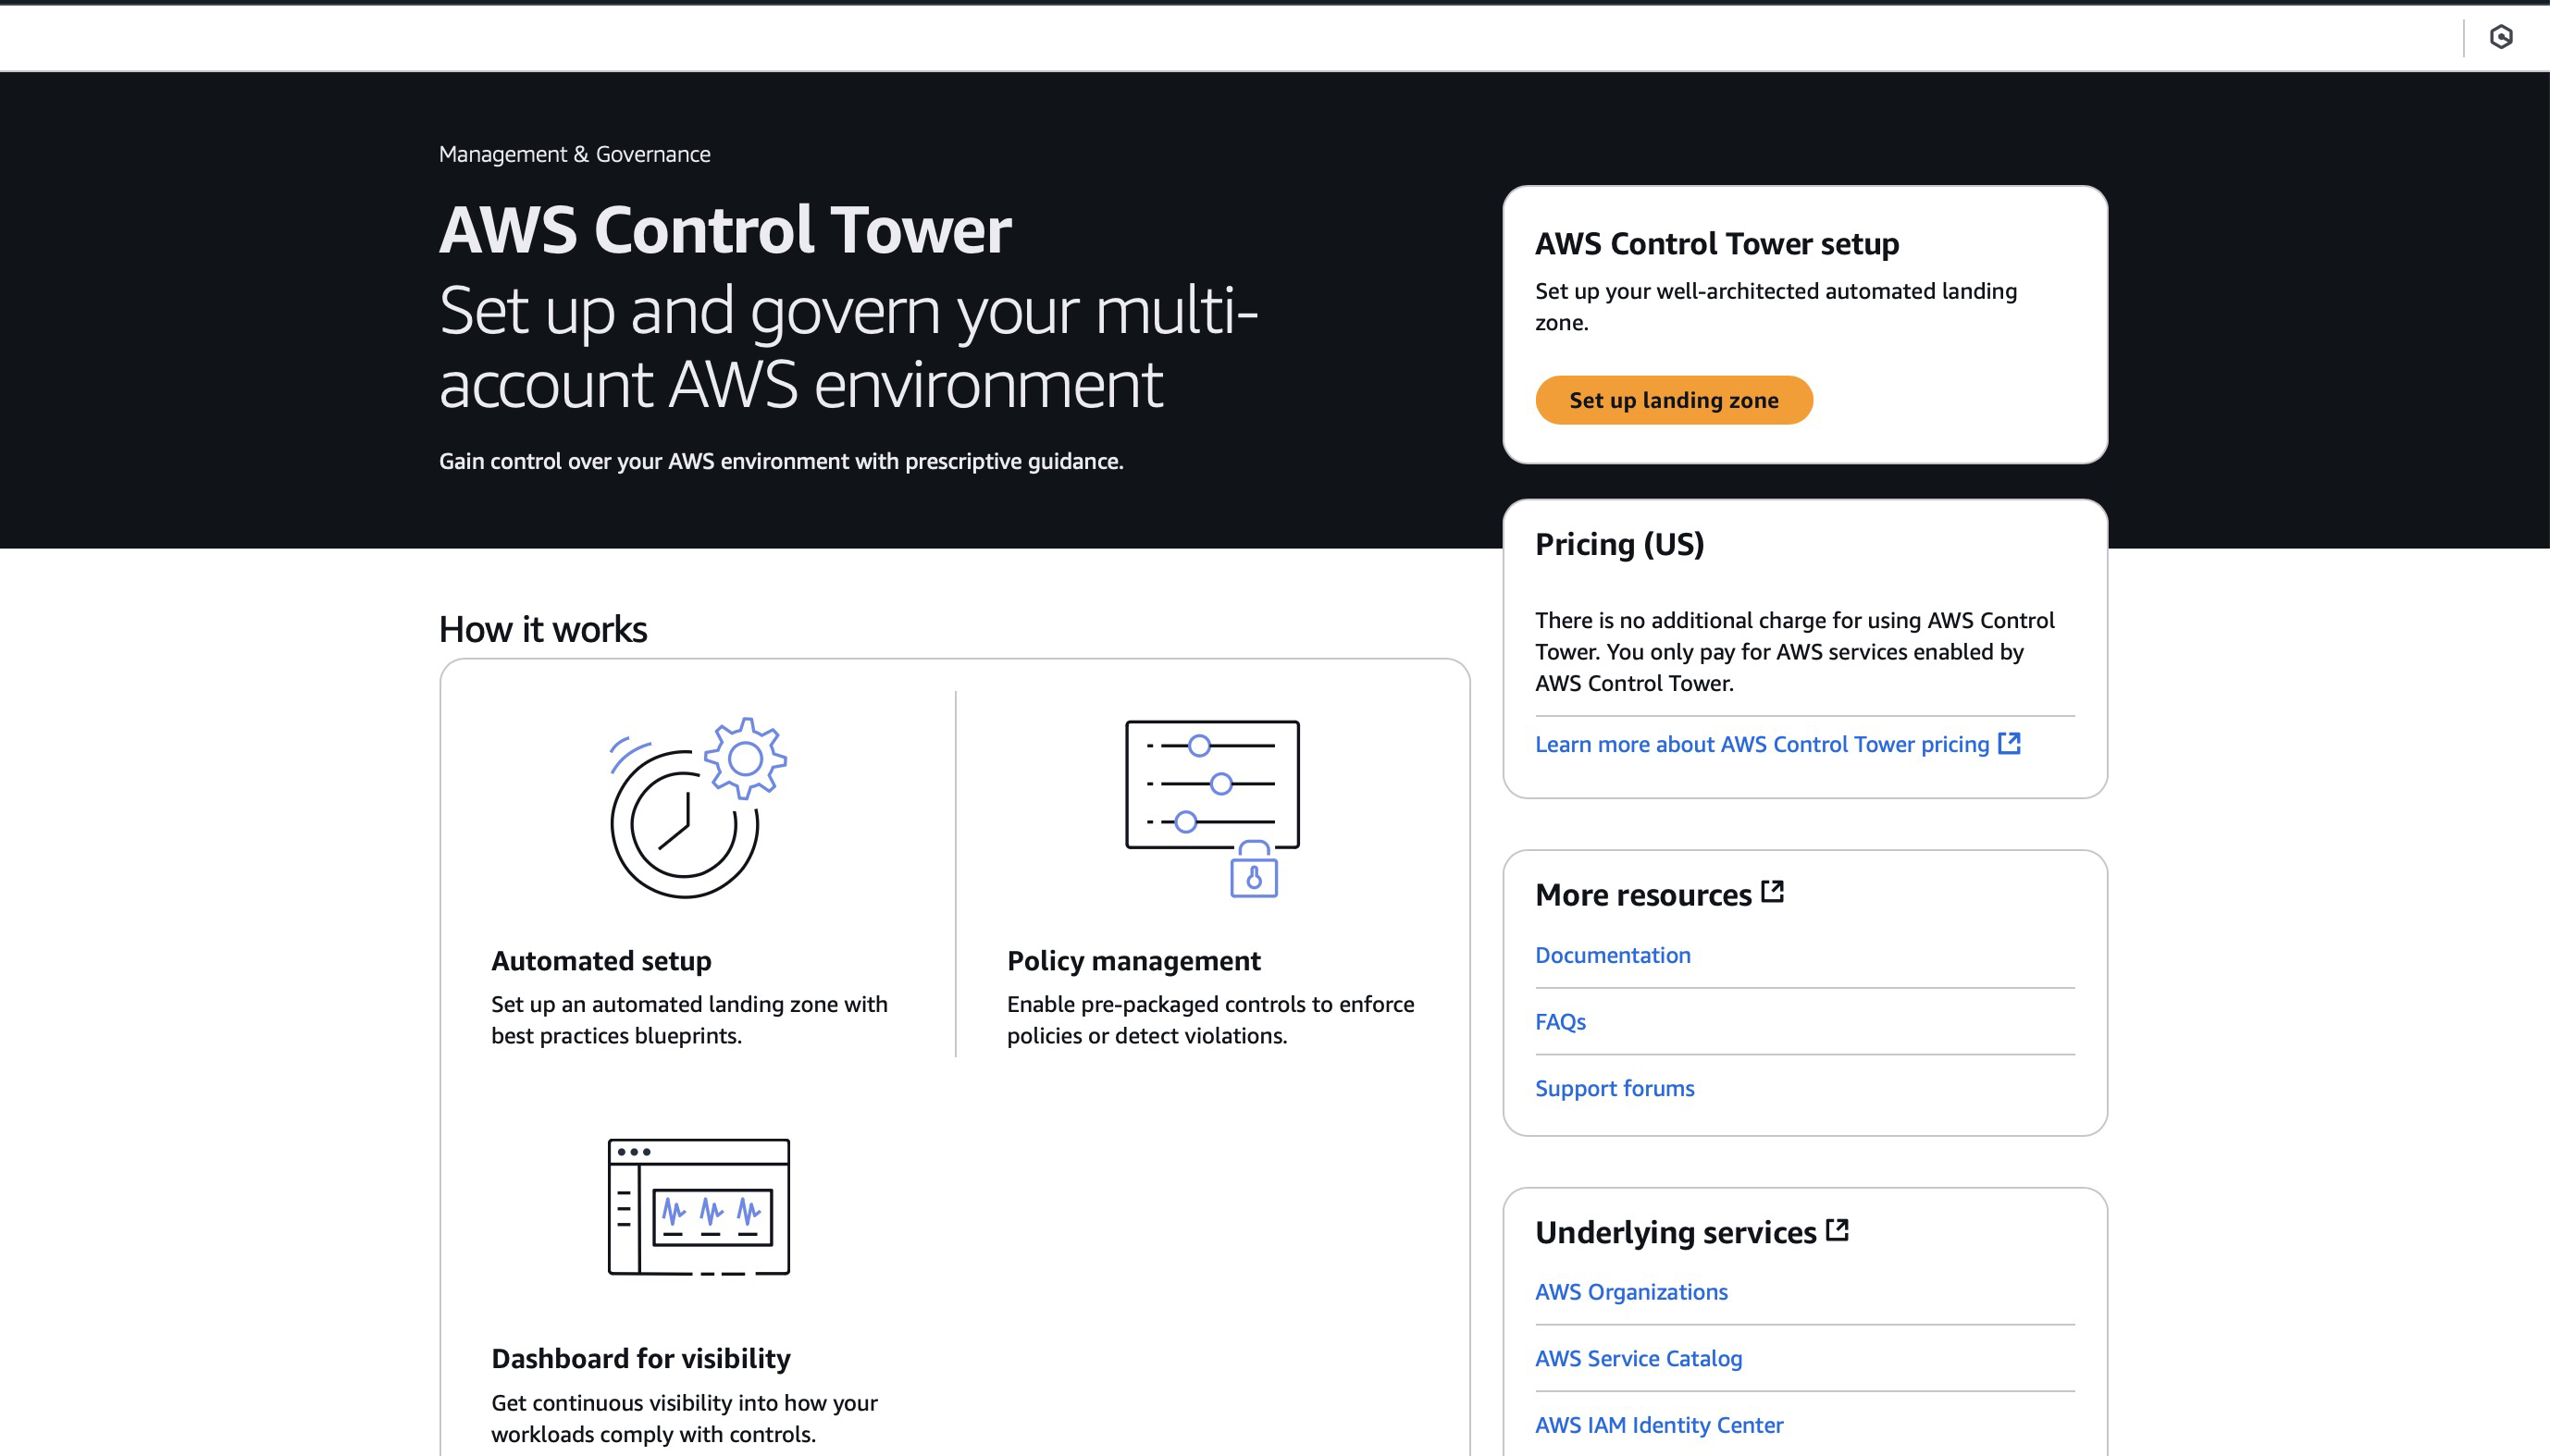 Management & Governance
AWS Control Tower
Set up and govern your multi-
account AWS environment
Gain control over your AWS environment with prescriptive guidance.
AWS Control Tower setup
Set up your well-architected automated landing
zone.
Set up landing zone
Pricing (US)
There is no additional charge for using AWS Control
Tower. You only pay for AWS services enabled by
AWS Control Tower.
Learn more about AWS Control Tower pricing
How it works
Automated setup
Set up an automated landing zone with
best practices blueprints.
Policy management
Enable pre-packaged controls to enforce
policies or detect violations.
Dashboard for visibility
Get continuous visibility into how your
workloads comply with controls.
More resources
Documentation
FAQs
Support forums
Underlying services
AWS Organizations
AWS Service Catalog
AWS IAM Identity Center